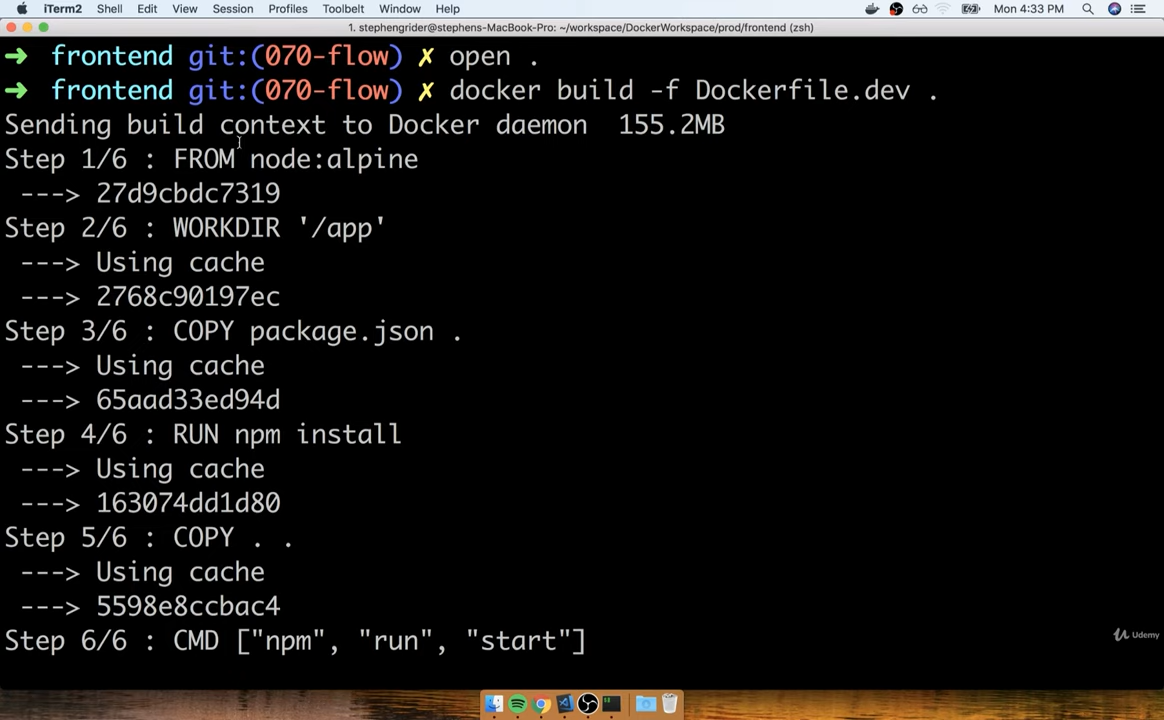 iTerm2 Shell Edit View Session Profiles Toolbelt Window Help Mon 4:33 PM
1. stephengrider@stephens-MacBook-Pro: ~/workspace/DockerWorkspace/prod/frontend (zsh)
➜ frontend git:(070-flow) ✗ open .
➜ frontend git:(070-flow) ✗ docker build -f Dockerfile.dev .
Sending build context to Docker daemon 155.2MB
Step 1/6 : FROM node:alpine
---> 27d9cbdc7319
Step 2/6 : WORKDIR '/app'
---> Using cache
---> 2768c90197ec
Step 3/6 : COPY package.json .
---> Using cache
---> 65aad33ed94d
Step 4/6 : RUN npm install
---> Using cache
---> 163074dd1d80
Step 5/6 : COPY . .
---> Using cache
---> 5598e8ccbac4
Step 6/6 : CMD ["npm", "run", "start"]
Udemy